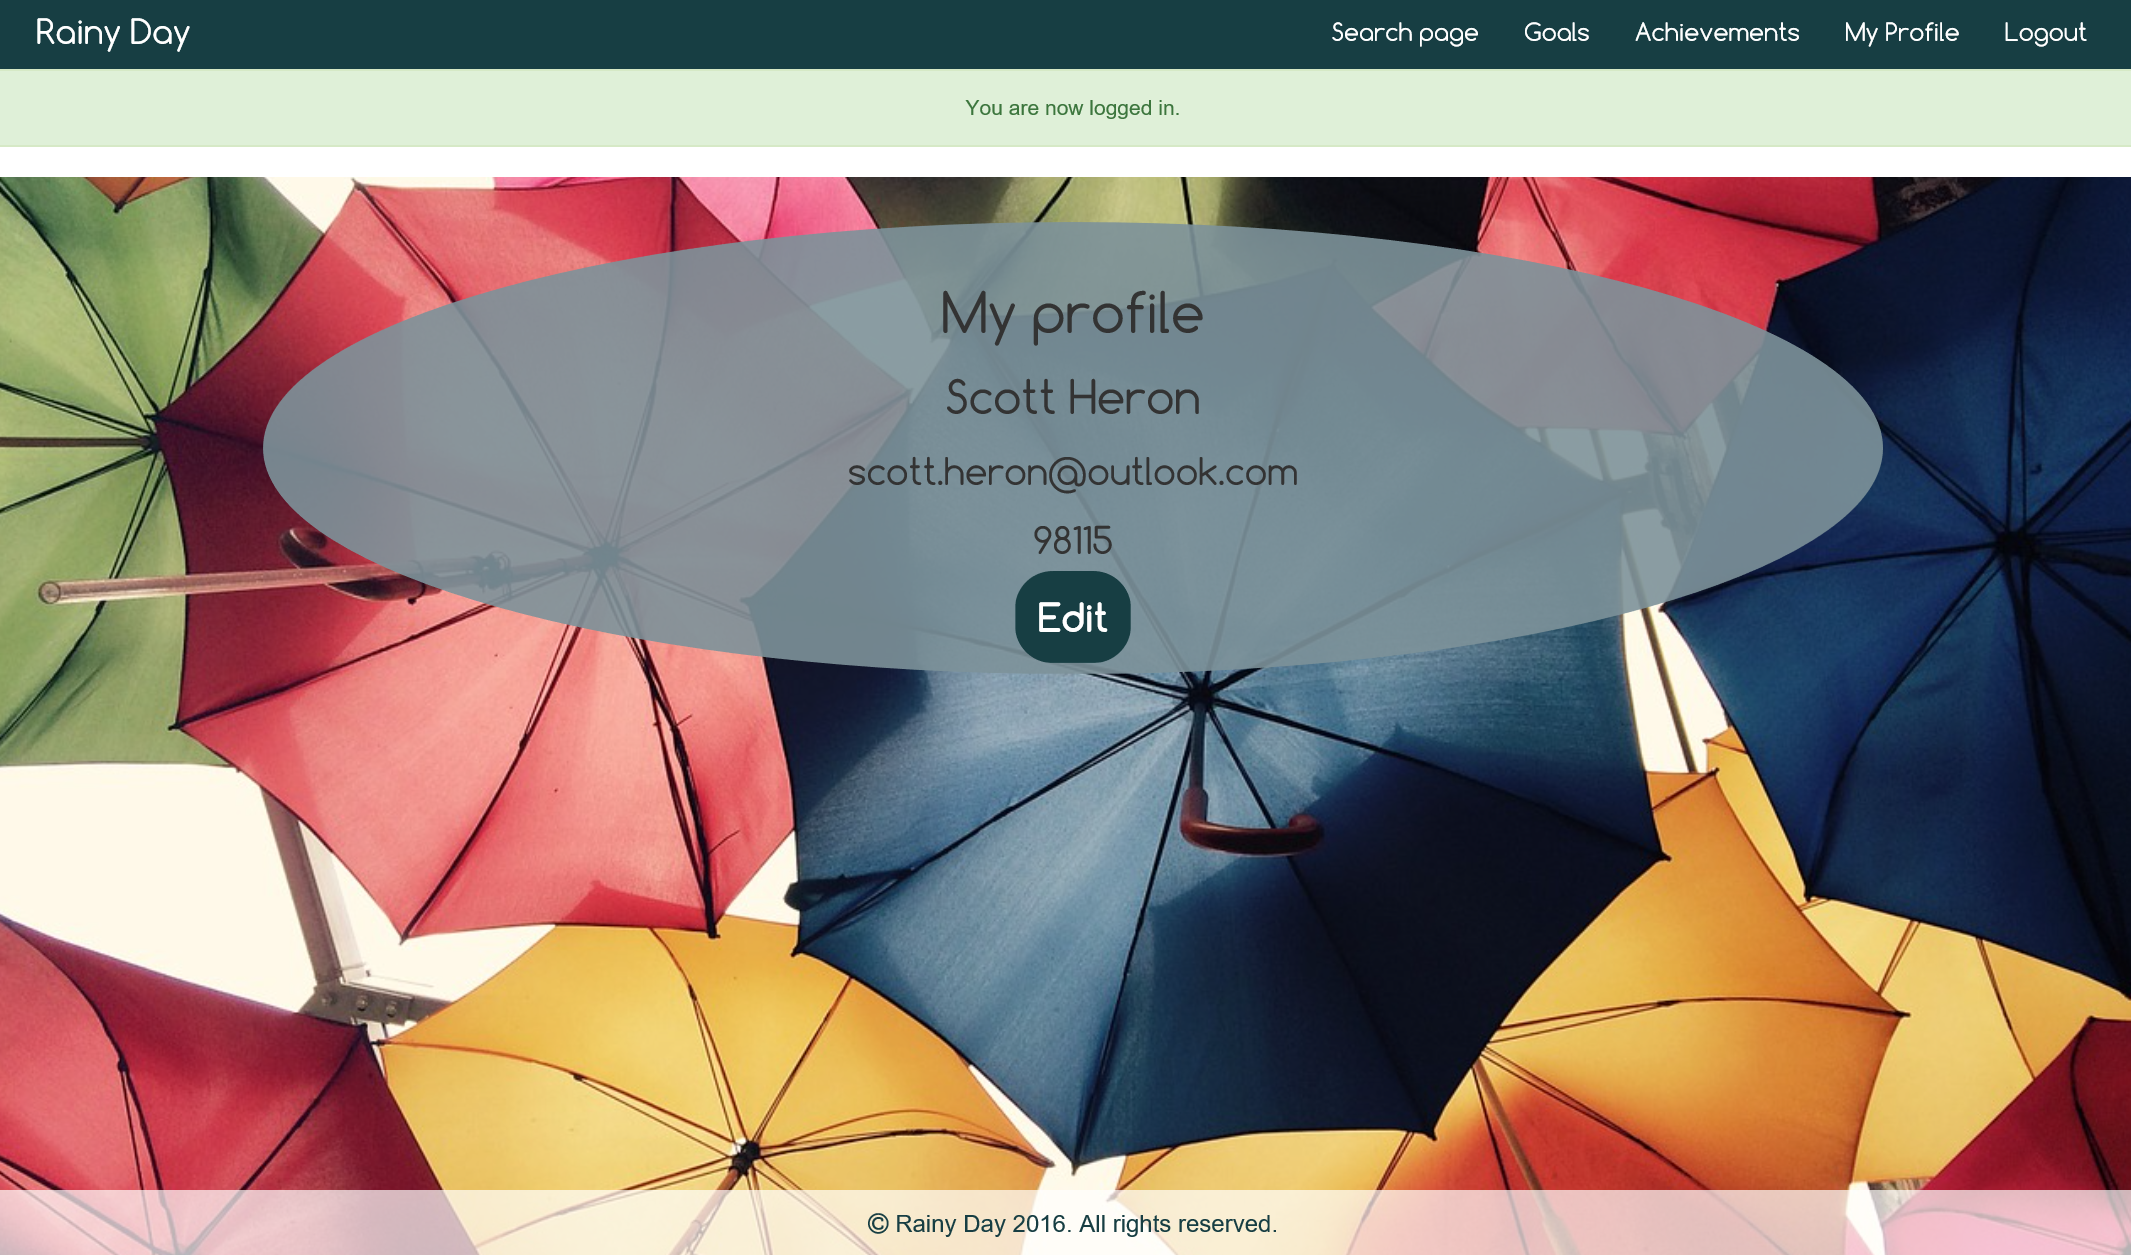 Rainy Day
Search page
Goals
Achievements
My Profile
Logout
You are now logged in.
My profile
Scott Heron
scott.heron@outlook.com
98115
Edit
© Rainy Day 2016. All rights reserved.